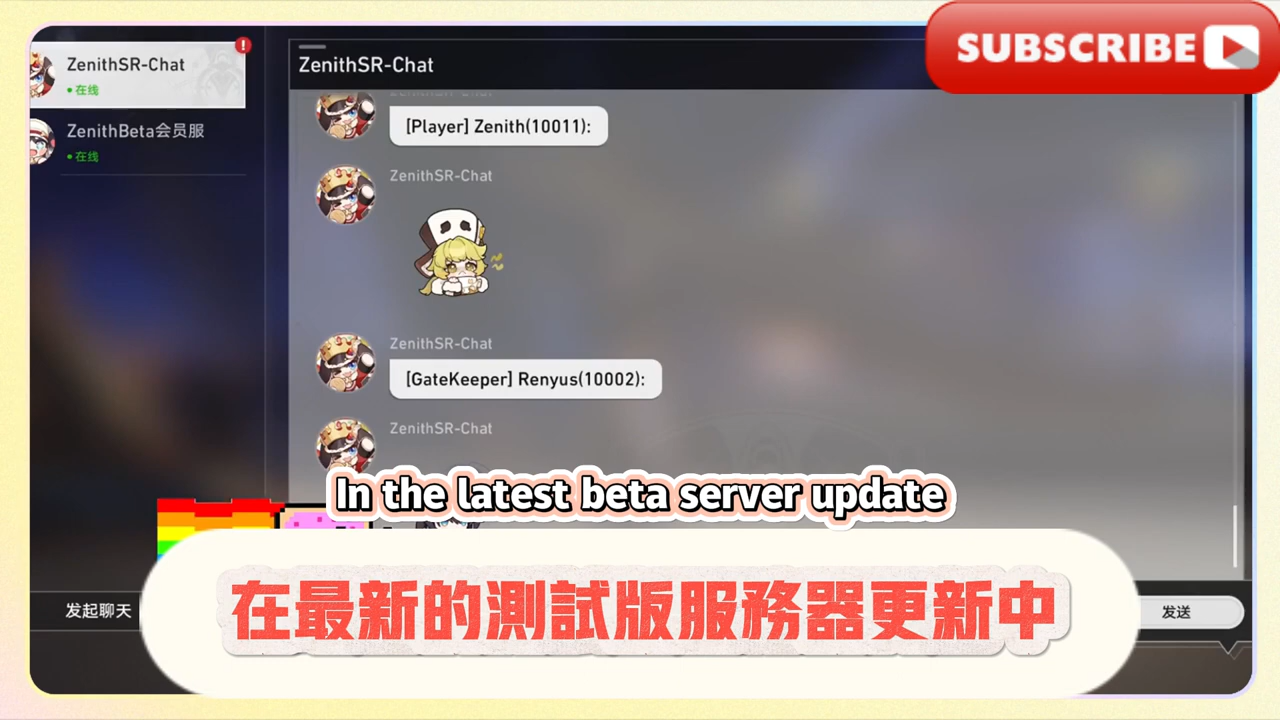 SUBSCRIBE
ZenithSR-Chat
在线
ZenithBeta会员服
在线
ZenithSR-Chat
ZenithSR-Chat
[Player] Zenith(10011):
ZenithSR-Chat
ZenithSR-Chat
[GateKeeper] Renyus(10002):
ZenithSR-Chat
In the latest beta server update
在最新的測試版服務器更新中
发起聊天
发送